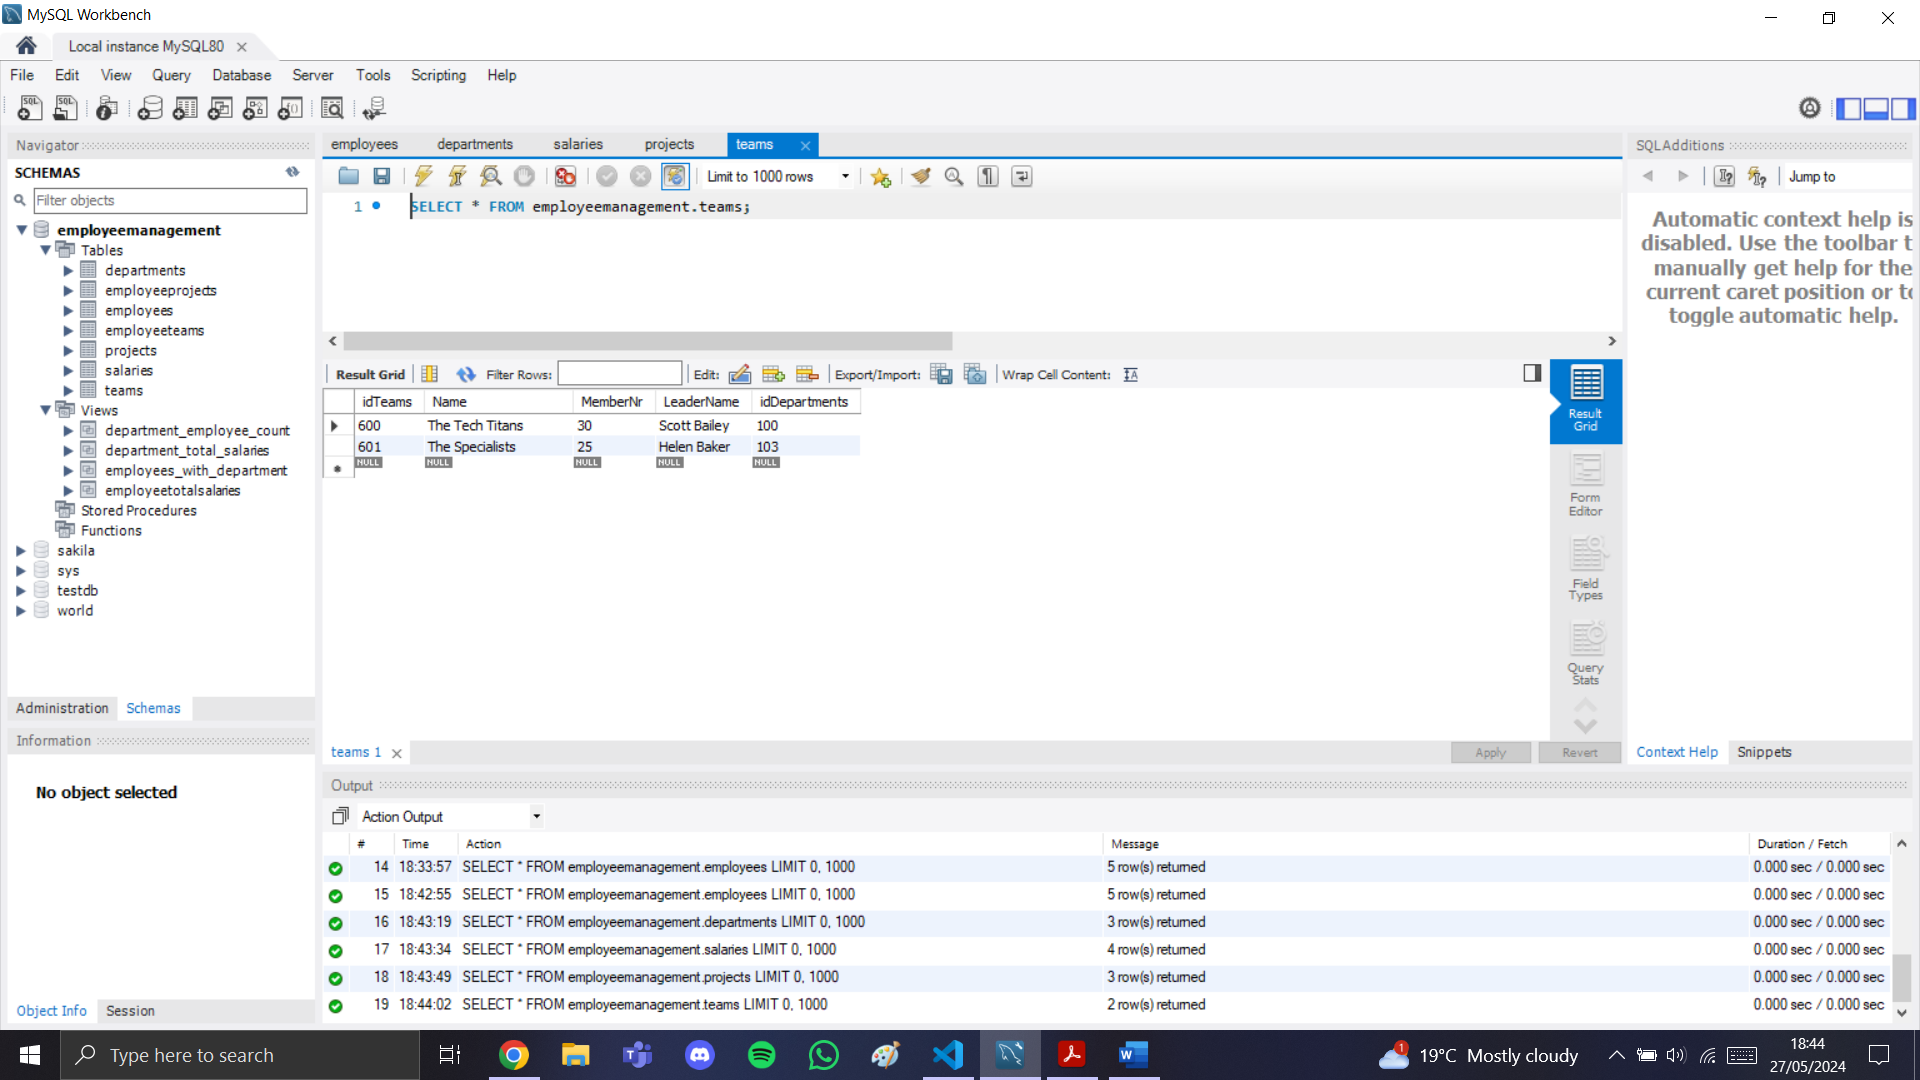 MySQL Workbench
Local instance MySQL80
File Edit View Query Database Server Tools Scripting Help
Navigator
SCHEMAS
Filter objects
employeemanagement
Tables
departments
employeeprojects
employees
employeeteams
projects
salaries
teams
Views
department_employee_count
department_total_salaries
employees_with_department
employeetotalsalaries
Stored Procedures
Functions
sakila
sys
testdb
world
Administration Schemas
Information
No object selected
Object Info Session
employees departments salaries projects teams
Limit to 1000 rows
1 SELECT * FROM employeemanagement.teams;
Result Grid Filter Rows: Edit: Export/Import: Wrap Cell Content:
idTeams Name MemberNr LeaderName idDepartments
600 The Tech Titans 30 Scott Bailey 100
601 The Specialists 25 Helen Baker 103
NULL NULL NULL NULL NULL
Result
Grid
Form
Editor
Field
Types
Query
Stats
teams 1
Apply Revert
SQLAdditions
Jump to
Automatic context help is
disabled. Use the toolbar t
manually get help for the
current caret position or to
toggle automatic help.
Context Help Snippets
Output
Action Output
# Time Action Message Duration / Fetch
14 18:33:57 SELECT * FROM employeemanagement.employees LIMIT 0, 1000 5 row(s) returned 0.000 sec / 0.000 sec
15 18:42:55 SELECT * FROM employeemanagement.employees LIMIT 0, 1000 5 row(s) returned 0.000 sec / 0.000 sec
16 18:43:19 SELECT * FROM employeemanagement.departments LIMIT 0, 1000 3 row(s) returned 0.000 sec / 0.000 sec
17 18:43:34 SELECT * FROM employeemanagement.salaries LIMIT 0, 1000 4 row(s) returned 0.000 sec / 0.000 sec
18 18:43:49 SELECT * FROM employeemanagement.projects LIMIT 0, 1000 3 row(s) returned 0.000 sec / 0.000 sec
19 18:44:02 SELECT * FROM employeemanagement.teams LIMIT 0, 1000 2 row(s) returned 0.000 sec / 0.000 sec
Type here to search
1
19°C Mostly cloudy
18:44
27/05/2024